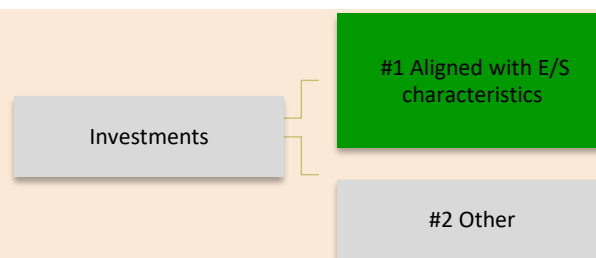 #1 Aligned with E/S
characteristics
Investments
#2 Other